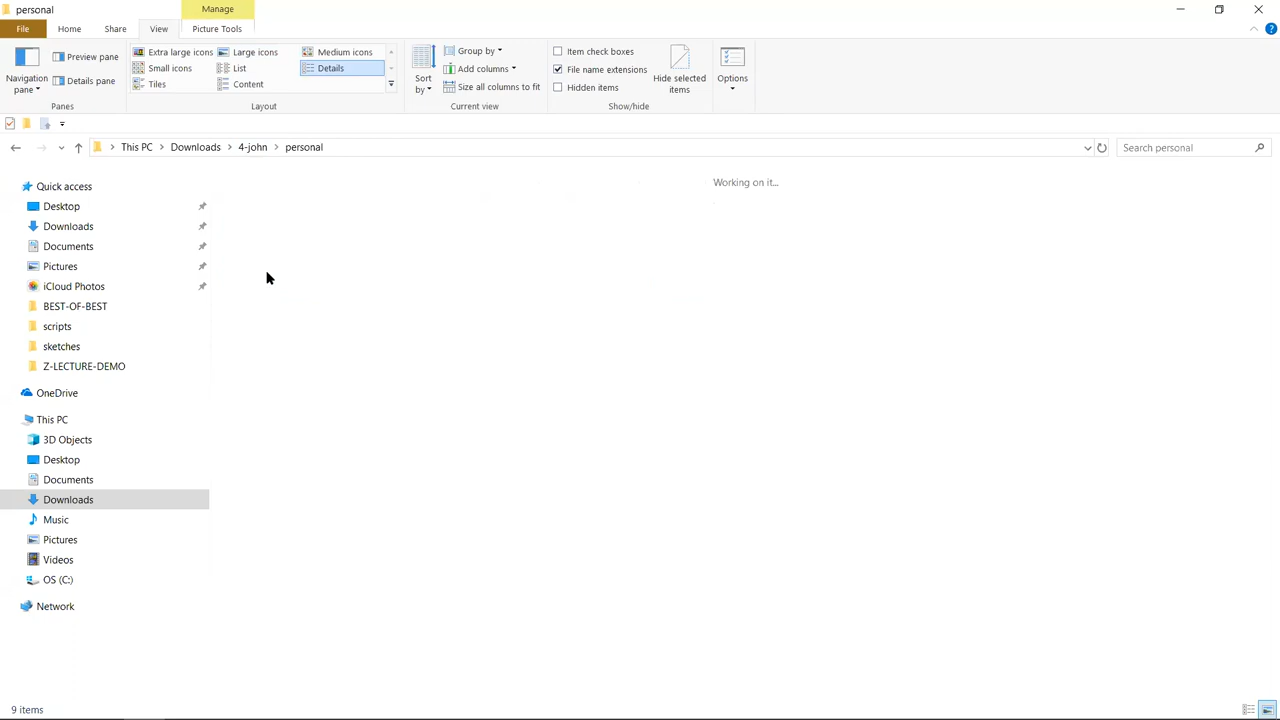 personal
Manage
File
Home
Share
View
Picture Tools
Navigation pane
Preview pane
Details pane
Panes
Extra large icons
Large icons
Medium icons
Small icons
List
Details
Tiles
Content
Layout
Sort by
Group by
Add columns
Size all columns to fit
Current view
Item check boxes
File name extensions
Hidden items
Hide selected items
Show/hide
Options
This PC
Downloads
4-john
personal
Search personal
Working on it...
Quick access
Desktop
Downloads
Documents
Pictures
iCloud Photos
BEST-OF-BEST
scripts
sketches
Z-LECTURE-DEMO
OneDrive
This PC
3D Objects
Desktop
Documents
Downloads
Music
Pictures
Videos
OS (C:)
Network
9 items